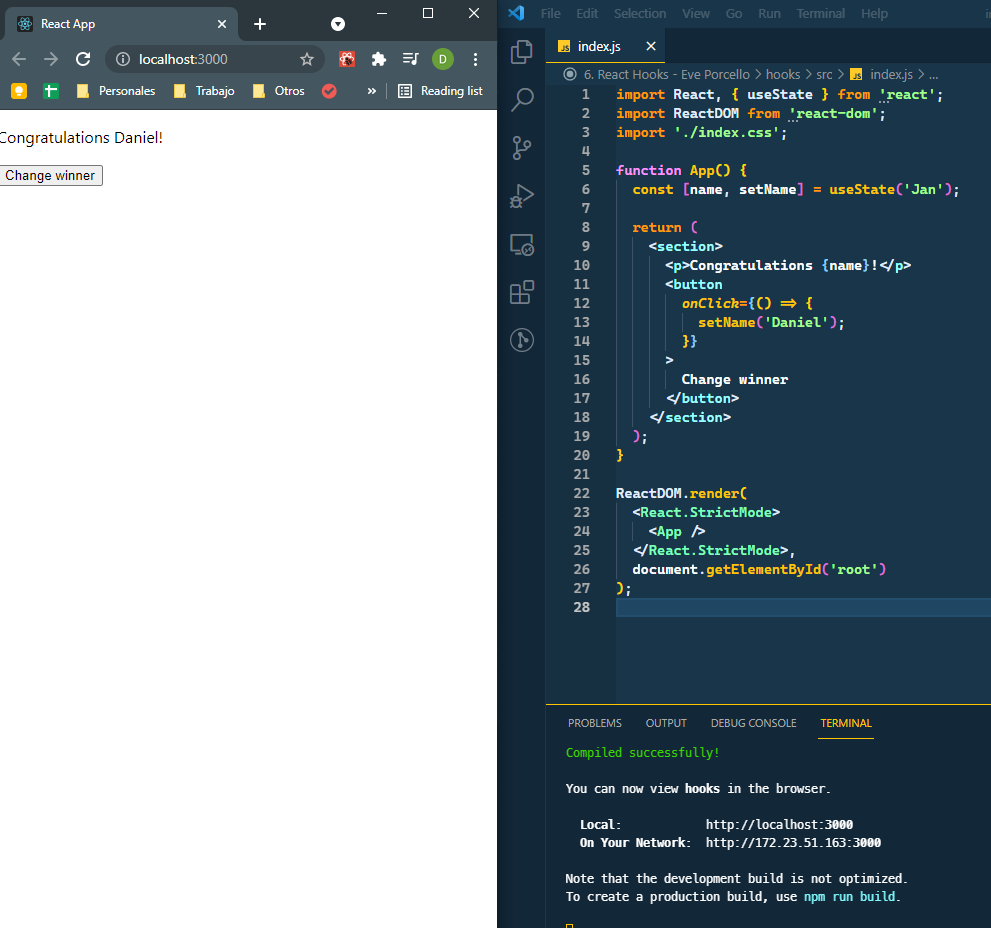 React App
localhost:3000
D
Personales
Trabajo
Otros
»
Reading list
Congratulations Daniel!
Change winner
File Edit Selection View Go Run Terminal Help
JS index.js
6. React Hooks - Eve Porcello > hooks > src > JS index.js > ...
1 import React, { useState } from 'react';
2 import ReactDOM from 'react-dom';
3 import './index.css';
4
5 function App() {
6 const [name, setName] = useState('Jan');
7
8 return (
9 <section>
10 <p>Congratulations {name}!</p>
11 <button
12 onClick={() => {
13 setName('Daniel');
14 }}
15 >
16 Change winner
17 </button>
18 </section>
19 );
20 }
21
22 ReactDOM.render(
23 <React.StrictMode>
24 <App />
25 </React.StrictMode>,
26 document.getElementById('root')
27 );
28
PROBLEMS OUTPUT DEBUG CONSOLE TERMINAL
Compiled successfully!
You can now view hooks in the browser.
Local: http://localhost:3000
On Your Network: http://172.23.51.163:3000
Note that the development build is not optimized.
To create a production build, use npm run build.